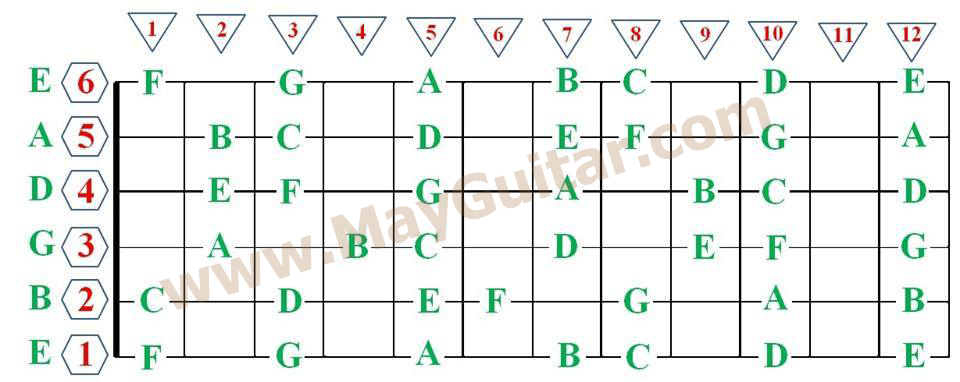 1 2 3 4 5 6 7 8 9 10 11 12
E 6 F G A B C D E
A 5 B C D E F G A
D 4 E F G A B C D
G 3 A B C D E F G
B 2 C D E F G A B
E 1 F G A B C D E
www.MayGuitar.com